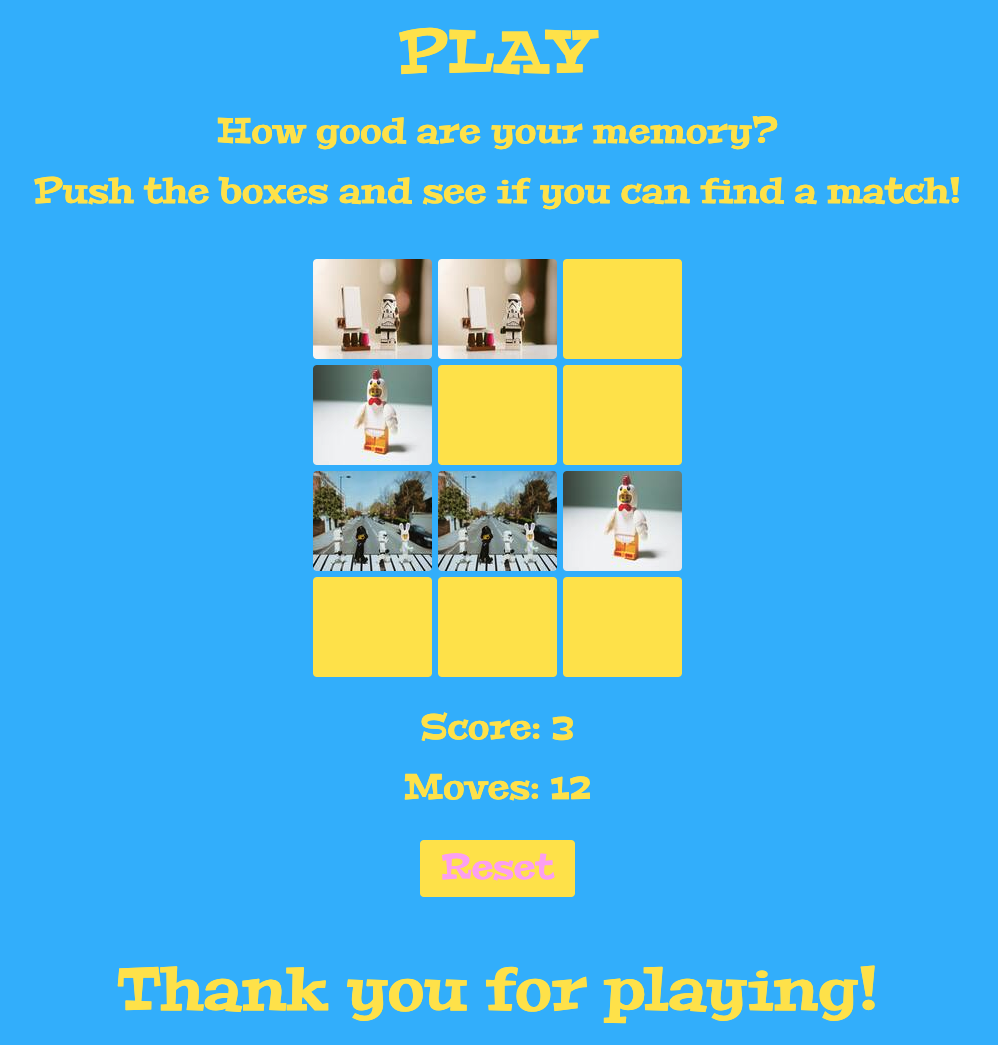 PLAY
How good are your memory?
Push the boxes and see if you can find a match!
Score: 3
Moves: 12
Reset
Thank you for playing!